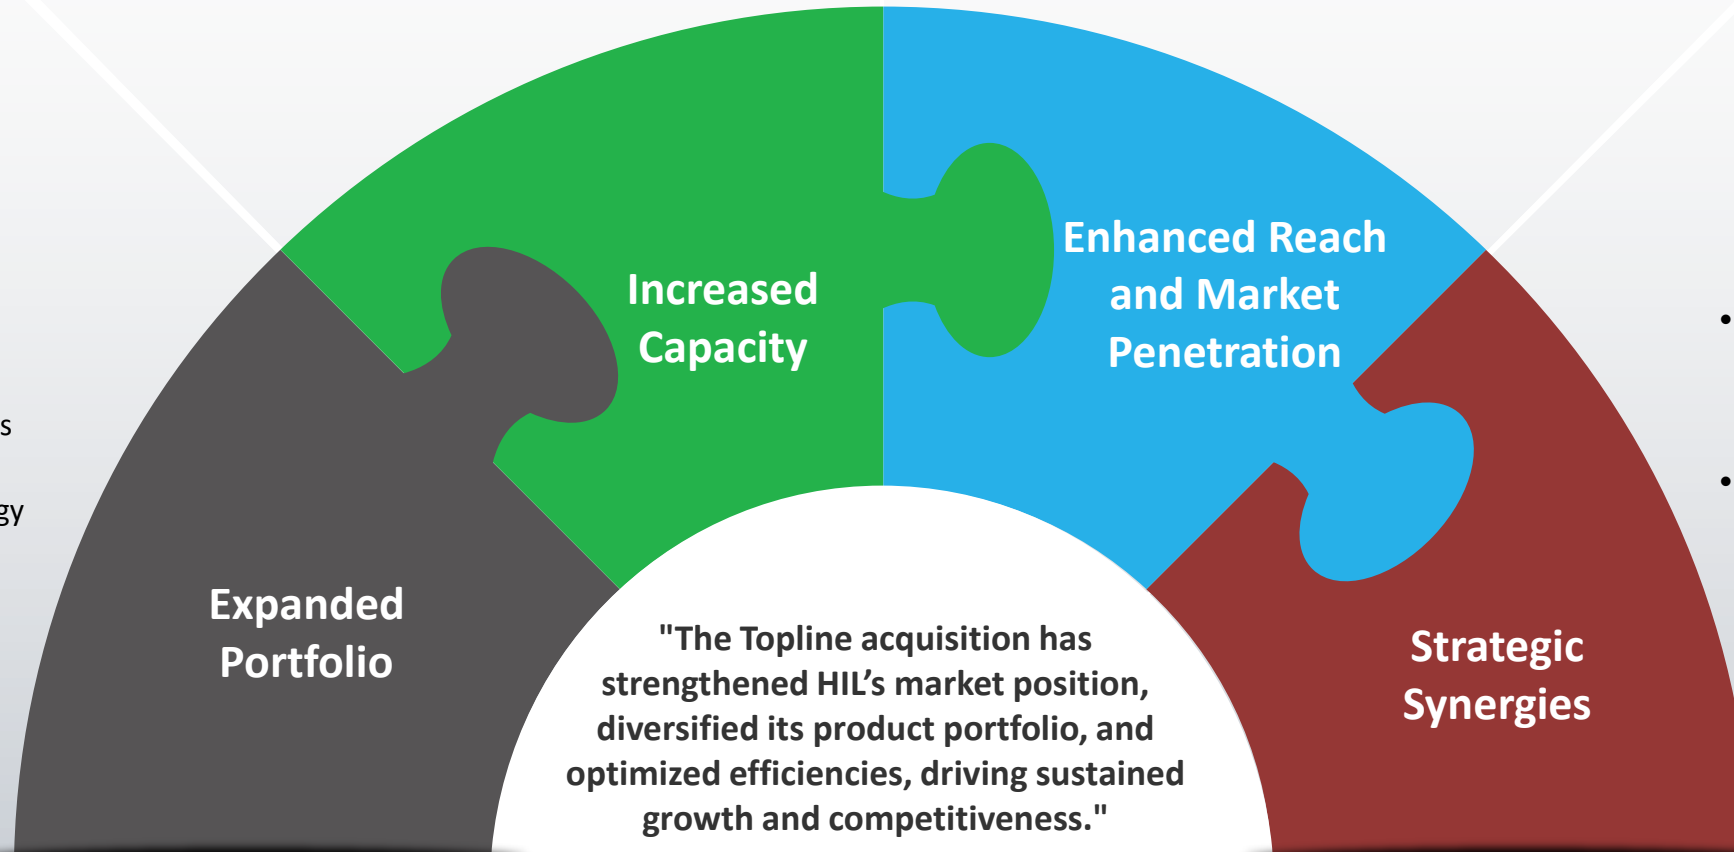 Increased
Capacity
Enhanced Reach
and Market
Penetration
•
•
Expanded
Portfolio
Strategic
Synergies
"The Topline acquisition has
strengthened HIL’s market position,
diversified its product portfolio, and
optimized efficiencies, driving sustained
growth and competitiveness."